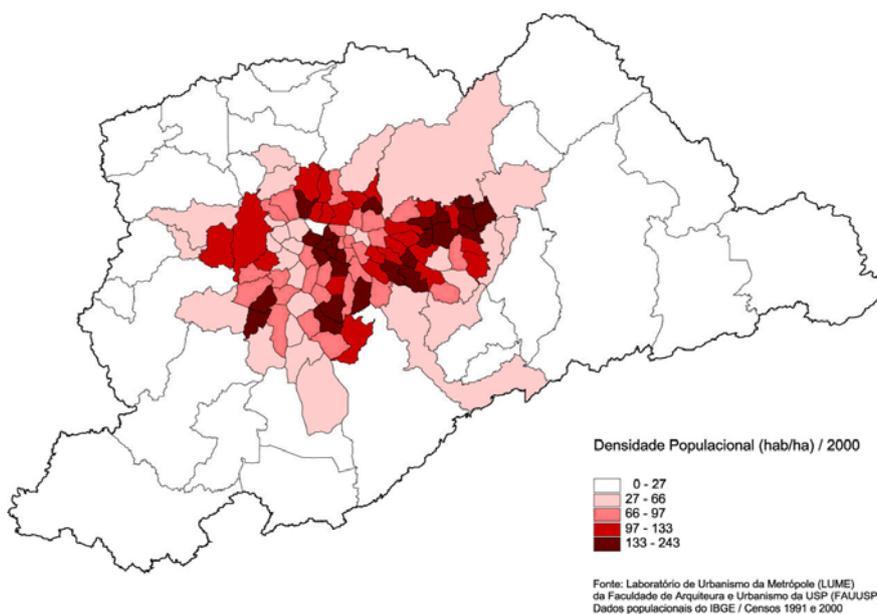 Densidade Populacional (hab/ha) / 2000
0 - 27
27 - 66
66 - 97
97 - 133
133 - 243
Fonte: Laboratório de Urbanismo da Metrópole (LUME)
da Faculdade de Arquiteura e Urbanismo da USP (FAUUSP
Dados populacionais do IBGE / Censos 1991 e 2000